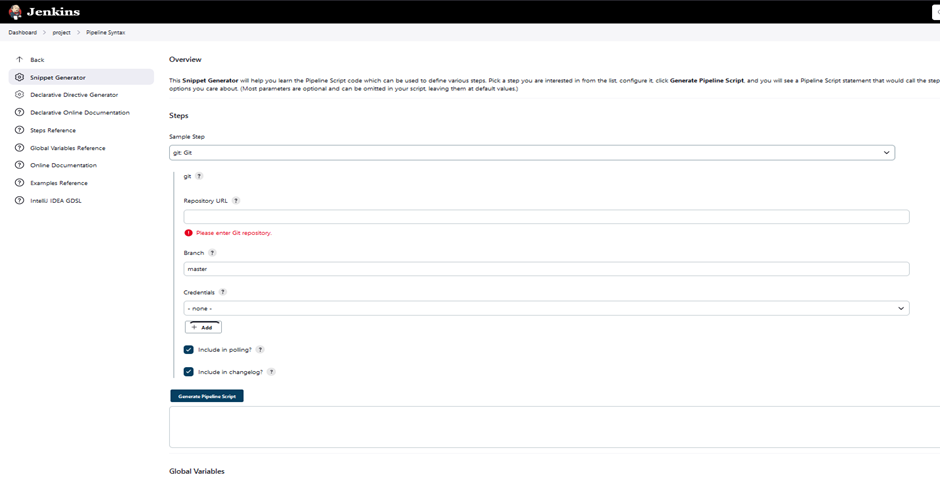 Jenkins
Dashboard > project > Pipeline Syntax
Back
Snippet Generator
Declarative Directive Generator
Declarative Online Documentation
Steps Reference
Global Variables Reference
Online Documentation
Examples Reference
IntelliJ IDEA GDSL
Overview
This Snippet Generator will help you learn the Pipeline Script code which can be used to define various steps. Pick a step you are interested in from the list, configure it, click Generate Pipeline Script, and you will see a Pipeline Script statement that would call the step
options you care about. (Most parameters are optional and can be omitted in your script, leaving them at default values.)
Steps
Sample Step
git: Git
git ?
Repository URL ?
Please enter Git repository.
Branch ?
master
Credentials ?
- none -
+ Add
Include in polling? ?
Include in changelog? ?
Generate Pipeline Script
Global Variables